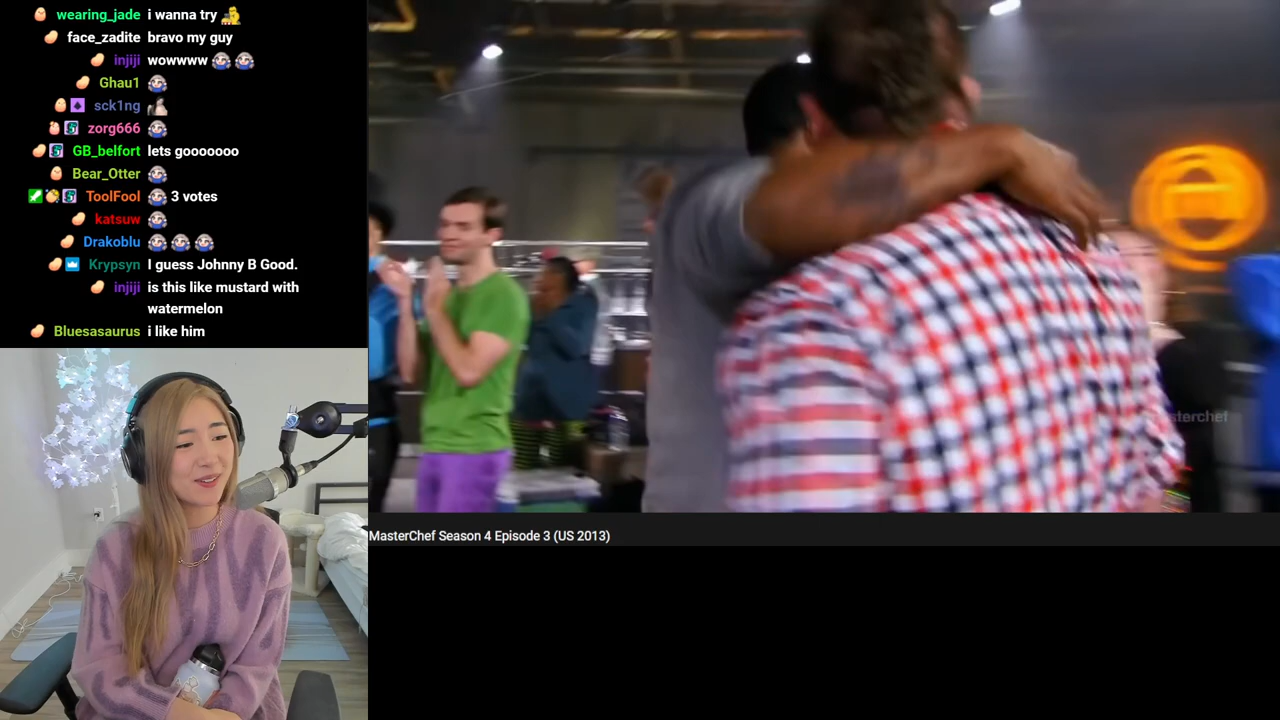 wearing_jade i wanna try
face_zadite bravo my guy
injiji wowwww
Ghau1
sck1ng
zorg666
GB_belfort lets gooooooo
Bear_Otter
ToolFool 3 votes
katsuw
Drakoblu
Krypsyn I guess Johnny B Good.
injiji is this like mustard with
watermelon
Bluesasaurus i like him
masterchef
MasterChef Season 4 Episode 3 (US 2013)